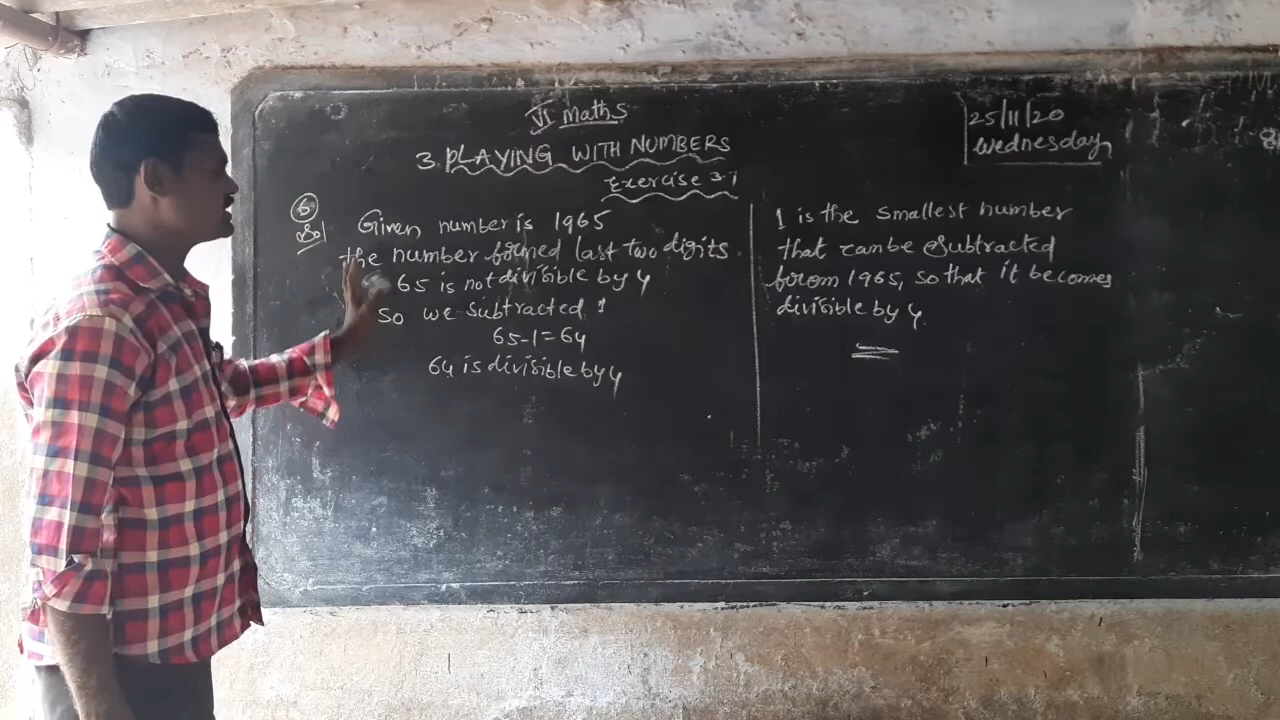 VI Maths
25/11/20
Wednesday
3. PLAYING WITH NUMBERS
Exercise 3.1
6
Sol
Given number is 1965
the number formed last two digits
65 is not divisible by 4
So we subtracted 1
65-1=64
64 is divisible by 4
1 is the smallest number
that can be subtracted
from 1965, so that it becomes
divisible by 4.